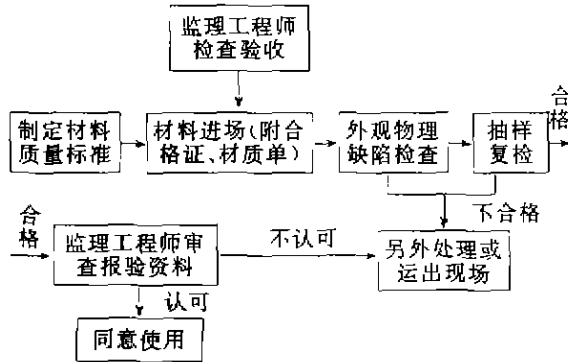 监理工程师
检查验收
制定材料
质量标准
材料进场(附合
格证、材质单)
外观物理
缺陷检查
抽样
复检
合格
不合格
合格
监理工程师审
查报验资料
不认可
另外处理或
运出现场
认可
同意使用